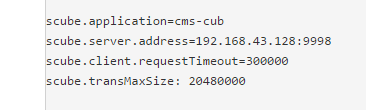 scube.application=cms-cub
scube.server.address=192.168.43.128:9998
scube.client.requestTimeout=300000
scube.transMaxSize: 20480000